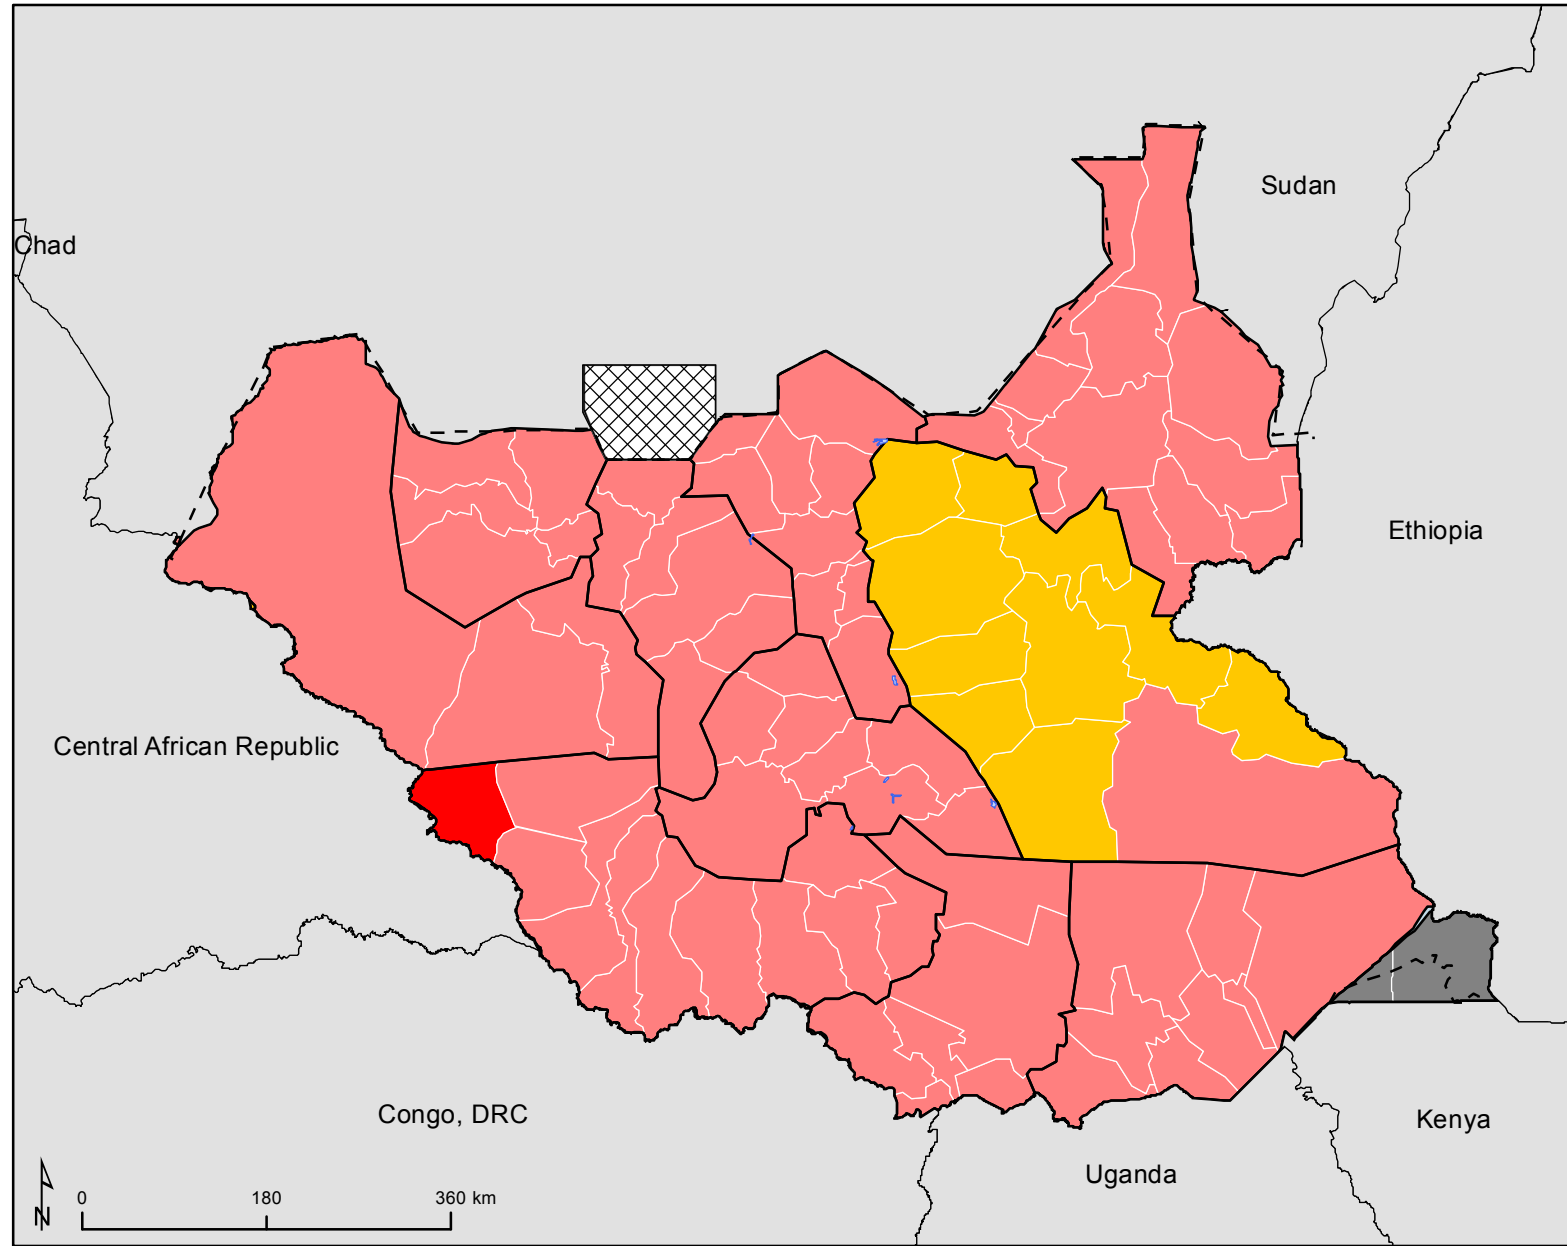 Sudan
Chad
Ethiopia
Central African Republic
Congo, DRC
Kenya
Uganda
N
0 180 360 km